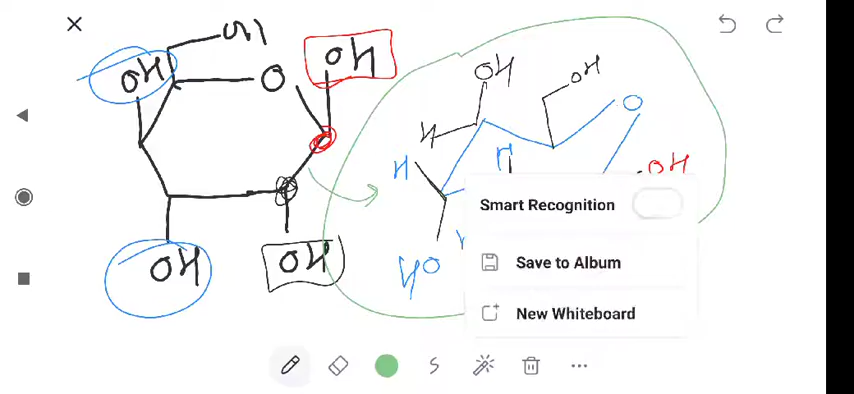 OH
O
OH
OH
OH
OH
OH
O
H
H
H
OH
HO
Smart Recognition
Save to Album
New Whiteboard